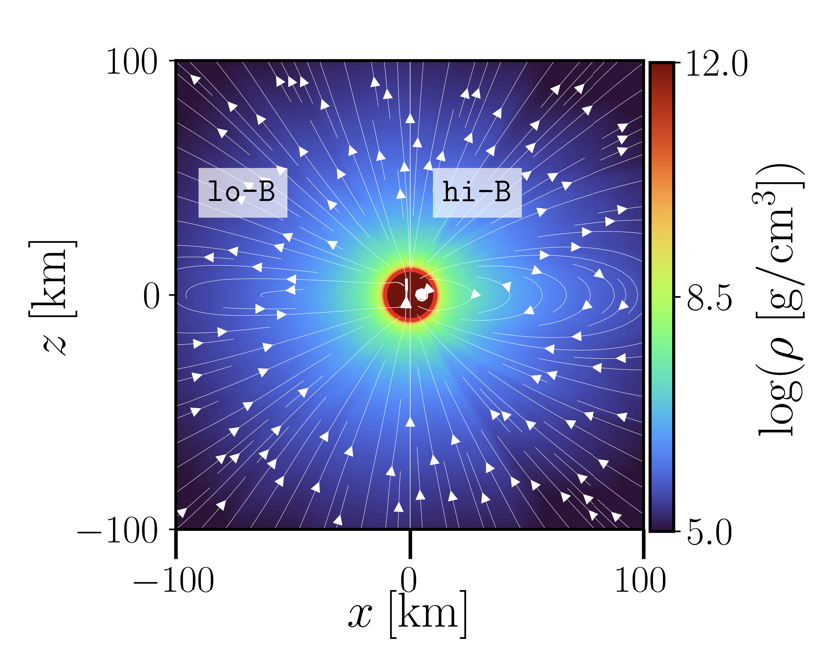 100
0
−100
z [km]
lo-B
hi-B
−100
0
100
x [km]
12.0
8.5
5.0
log(ρ [g/cm³])